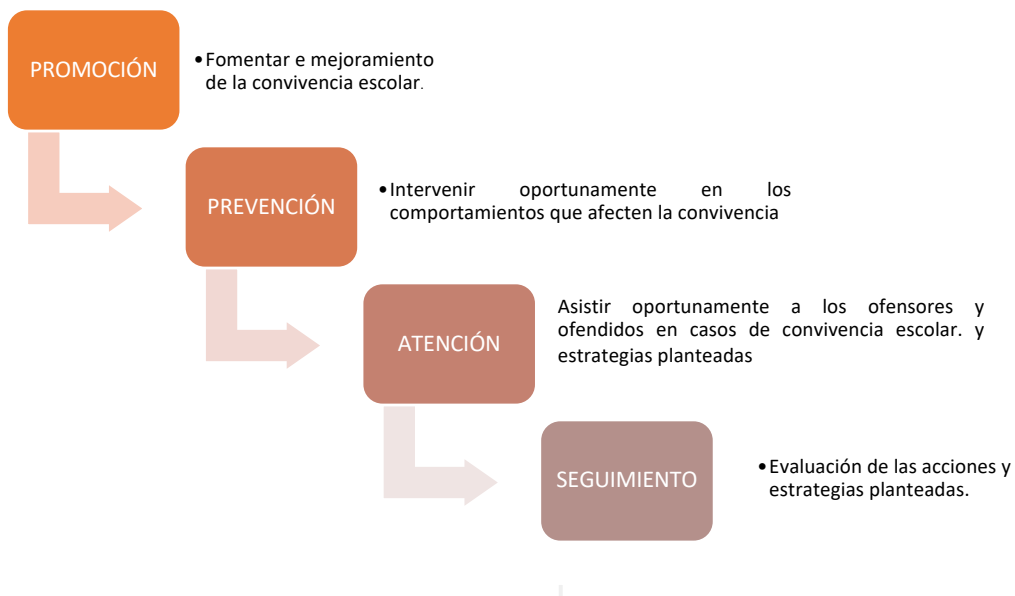 PROMOCIÓN
•Fomentar e mejoramiento
de la convivencia escolar.
PREVENCIÓN
•Intervenir oportunamente en los
comportamientos que afecten la convivencia
ATENCIÓN
Asistir oportunamente a los ofensores y
ofendidos en casos de convivencia escolar. y
estrategias planteadas
SEGUIMIENTO
•Evaluación de las acciones y
estrategias planteadas.